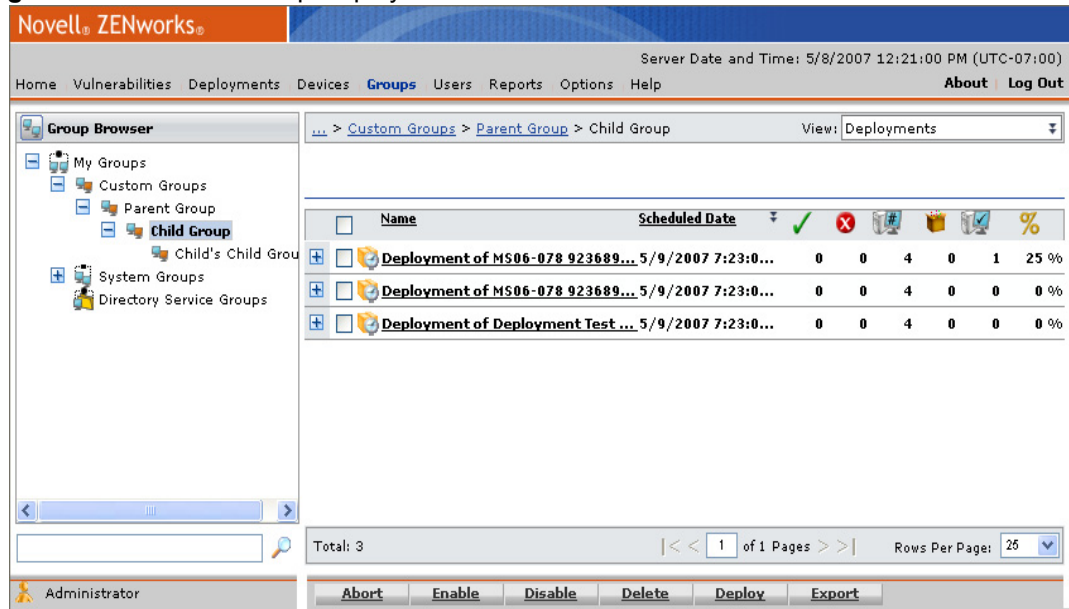 Novell® ZENworks®
Server Date and Time: 5/8/2007 12:21:00 PM (UTC-07:00)
Home Vulnerabilities Deployments Devices Groups Users Reports Options Help About Log Out
Group Browser
... > Custom Groups > Parent Group > Child Group View: Deployments
My Groups
Custom Groups
Parent Group
Child Group
Child's Child Grou
System Groups
Directory Service Groups
Name Scheduled Date # %
Deployment of MS06-078 923689... 5/9/2007 7:23:0... 0 0 4 0 1 25 %
Deployment of MS06-078 923689... 5/9/2007 7:23:0... 0 0 4 0 0 0 %
Deployment of Deployment Test ... 5/9/2007 7:23:0... 0 0 4 0 0 0 %
Total: 3 |< < 1 of 1 Pages > >| Rows Per Page: 25
Administrator
Abort Enable Disable Delete Deploy Export